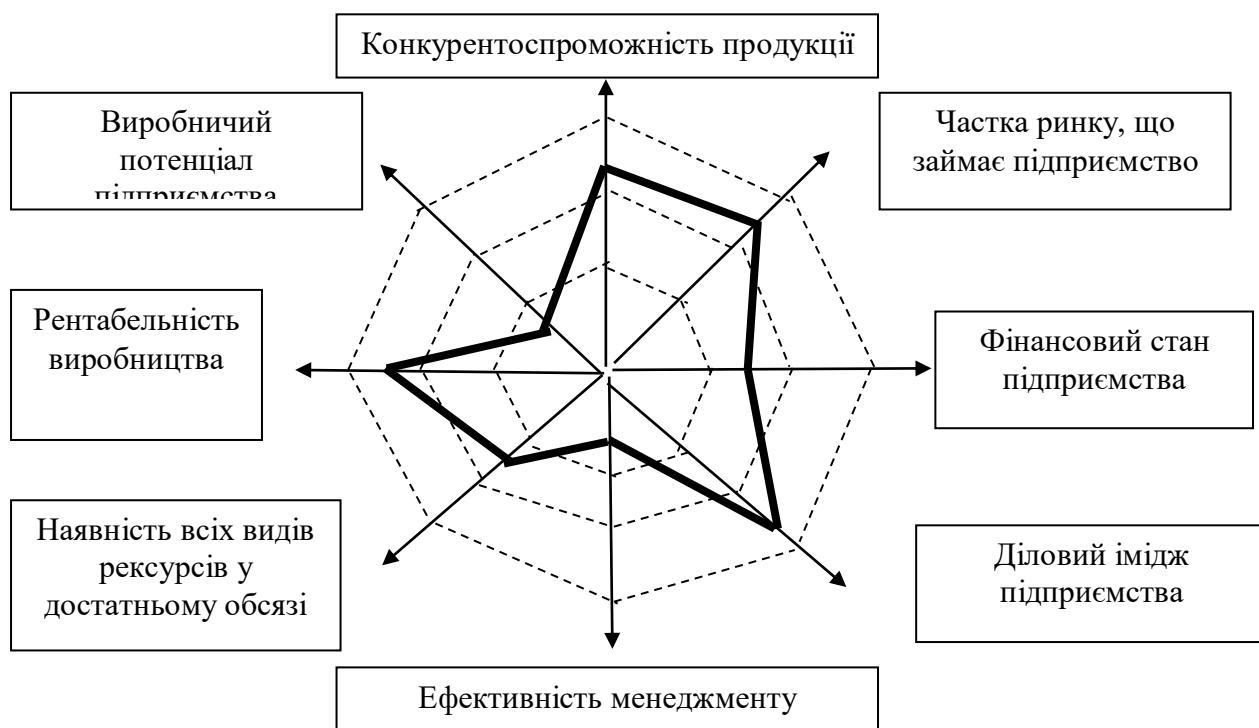 Конкурентоспроможність продукції
Виробничий
потенціал
підприємства
Частка ринку, що
займає підприємство
Рентабельність
виробництва
Фінансовий стан
підприємства
Наявність всіх видів
рексурсів у
достатньому обсязі
Діловий імідж
підприємства
Ефективність менеджменту